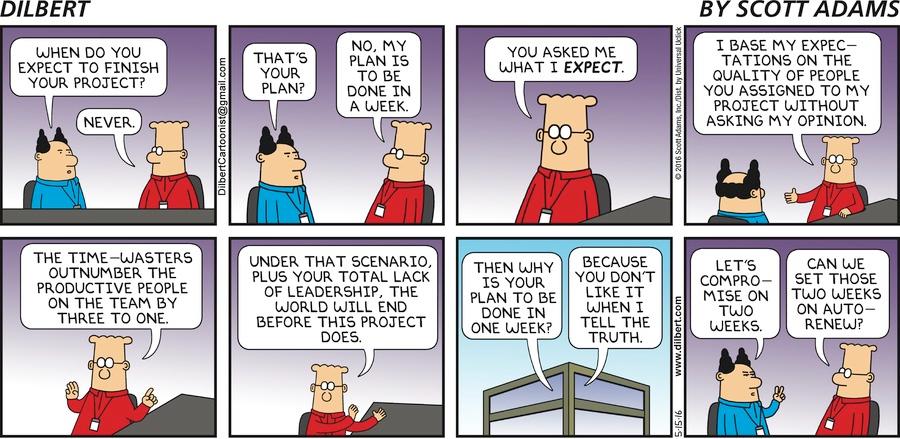 DILBERT
BY SCOTT ADAMS
WHEN DO YOU
EXPECT TO FINISH
YOUR PROJECT?
NEVER.
DilbertCartoonist@gmail.com
THAT'S
YOUR
PLAN?
NO, MY
PLAN IS
TO BE
DONE IN
A WEEK.
YOU ASKED ME
WHAT I EXPECT.
© 2016 Scott Adams, Inc./Dist. by Universal Uclick
I BASE MY EXPEC-
TATIONS ON THE
QUALITY OF PEOPLE
YOU ASSIGNED TO MY
PROJECT WITHOUT
ASKING MY OPINION.
THE TIME-WASTERS
OUTNUMBER THE
PRODUCTIVE PEOPLE
ON THE TEAM BY
THREE TO ONE.
UNDER THAT SCENARIO,
PLUS YOUR TOTAL LACK
OF LEADERSHIP, THE
WORLD WILL END
BEFORE THIS PROJECT
DOES.
THEN WHY
IS YOUR
PLAN TO BE
DONE IN
ONE WEEK?
BECAUSE
YOU DON'T
LIKE IT
WHEN I
TELL THE
TRUTH.
5-15-16
www.dilbert.com
LET'S
COMPRO-
MISE ON
TWO
WEEKS.
CAN WE
SET THOSE
TWO WEEKS
ON AUTO-
RENEW?